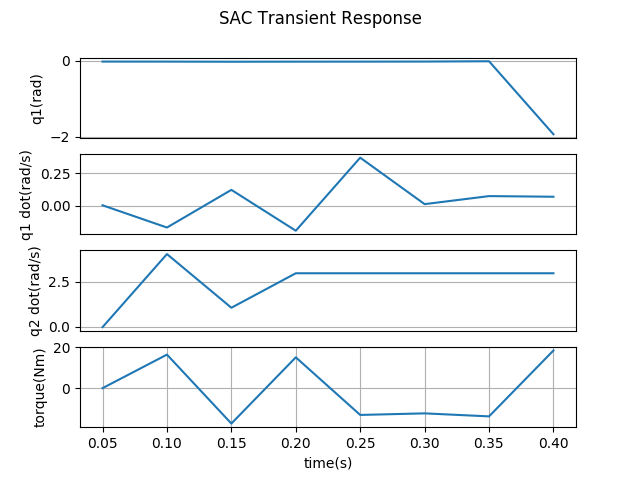 SAC Transient Response
q1(rad)
0
−2
q1 dot(rad/s)
0.25
0.00
q2 dot(rad/s)
2.5
0.0
torque(Nm)
20
0
0.05 0.10 0.15 0.20 0.25 0.30 0.35 0.40
time(s)